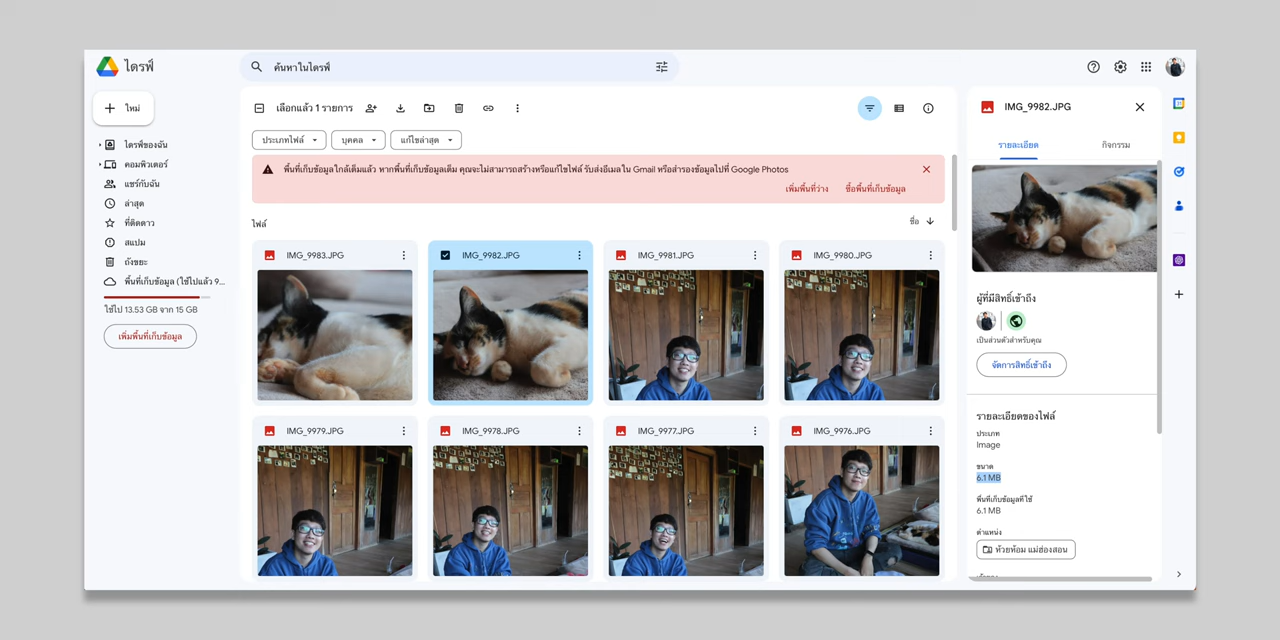 ไดรฟ์
ค้นหาในไดรฟ์
ใหม่
ไดรฟ์ของฉัน
คอมพิวเตอร์
แชร์กับฉัน
ล่าสุด
ที่ติดดาว
สแปม
ถังขยะ
พื้นที่เก็บข้อมูล (ใช้ไปแล้ว 9...
ใช้ไป 13.53 GB จาก 15 GB
เพิ่มพื้นที่เก็บข้อมูล
เลือกแล้ว 1 รายการ
ประเภทไฟล์ บุคคล แก้ไขล่าสุด
พื้นที่เก็บข้อมูลใกล้เต็มแล้ว หากพื้นที่เก็บข้อมูลเต็ม คุณจะไม่สามารถสร้างหรือแก้ไขไฟล์ รับส่งอีเมลใน Gmail หรือสำรองข้อมูลไปที่ Google Photos
เพิ่มพื้นที่ว่าง ซื้อพื้นที่เก็บข้อมูล
ไฟล์ ชื่อ
IMG_9983.JPG IMG_9982.JPG IMG_9981.JPG IMG_9980.JPG
IMG_9979.JPG IMG_9978.JPG IMG_9977.JPG IMG_9976.JPG
IMG_9982.JPG
รายละเอียด กิจกรรม
ผู้ที่มีสิทธิ์เข้าถึง
เป็นส่วนตัวสำหรับคุณ
จัดการสิทธิ์เข้าถึง
รายละเอียดของไฟล์
ประเภท
Image
ขนาด
6.1 MB
พื้นที่เก็บข้อมูลที่ใช้
6.1 MB
ตำแหน่ง
ห้วยห้อม แม่ฮ่องสอน